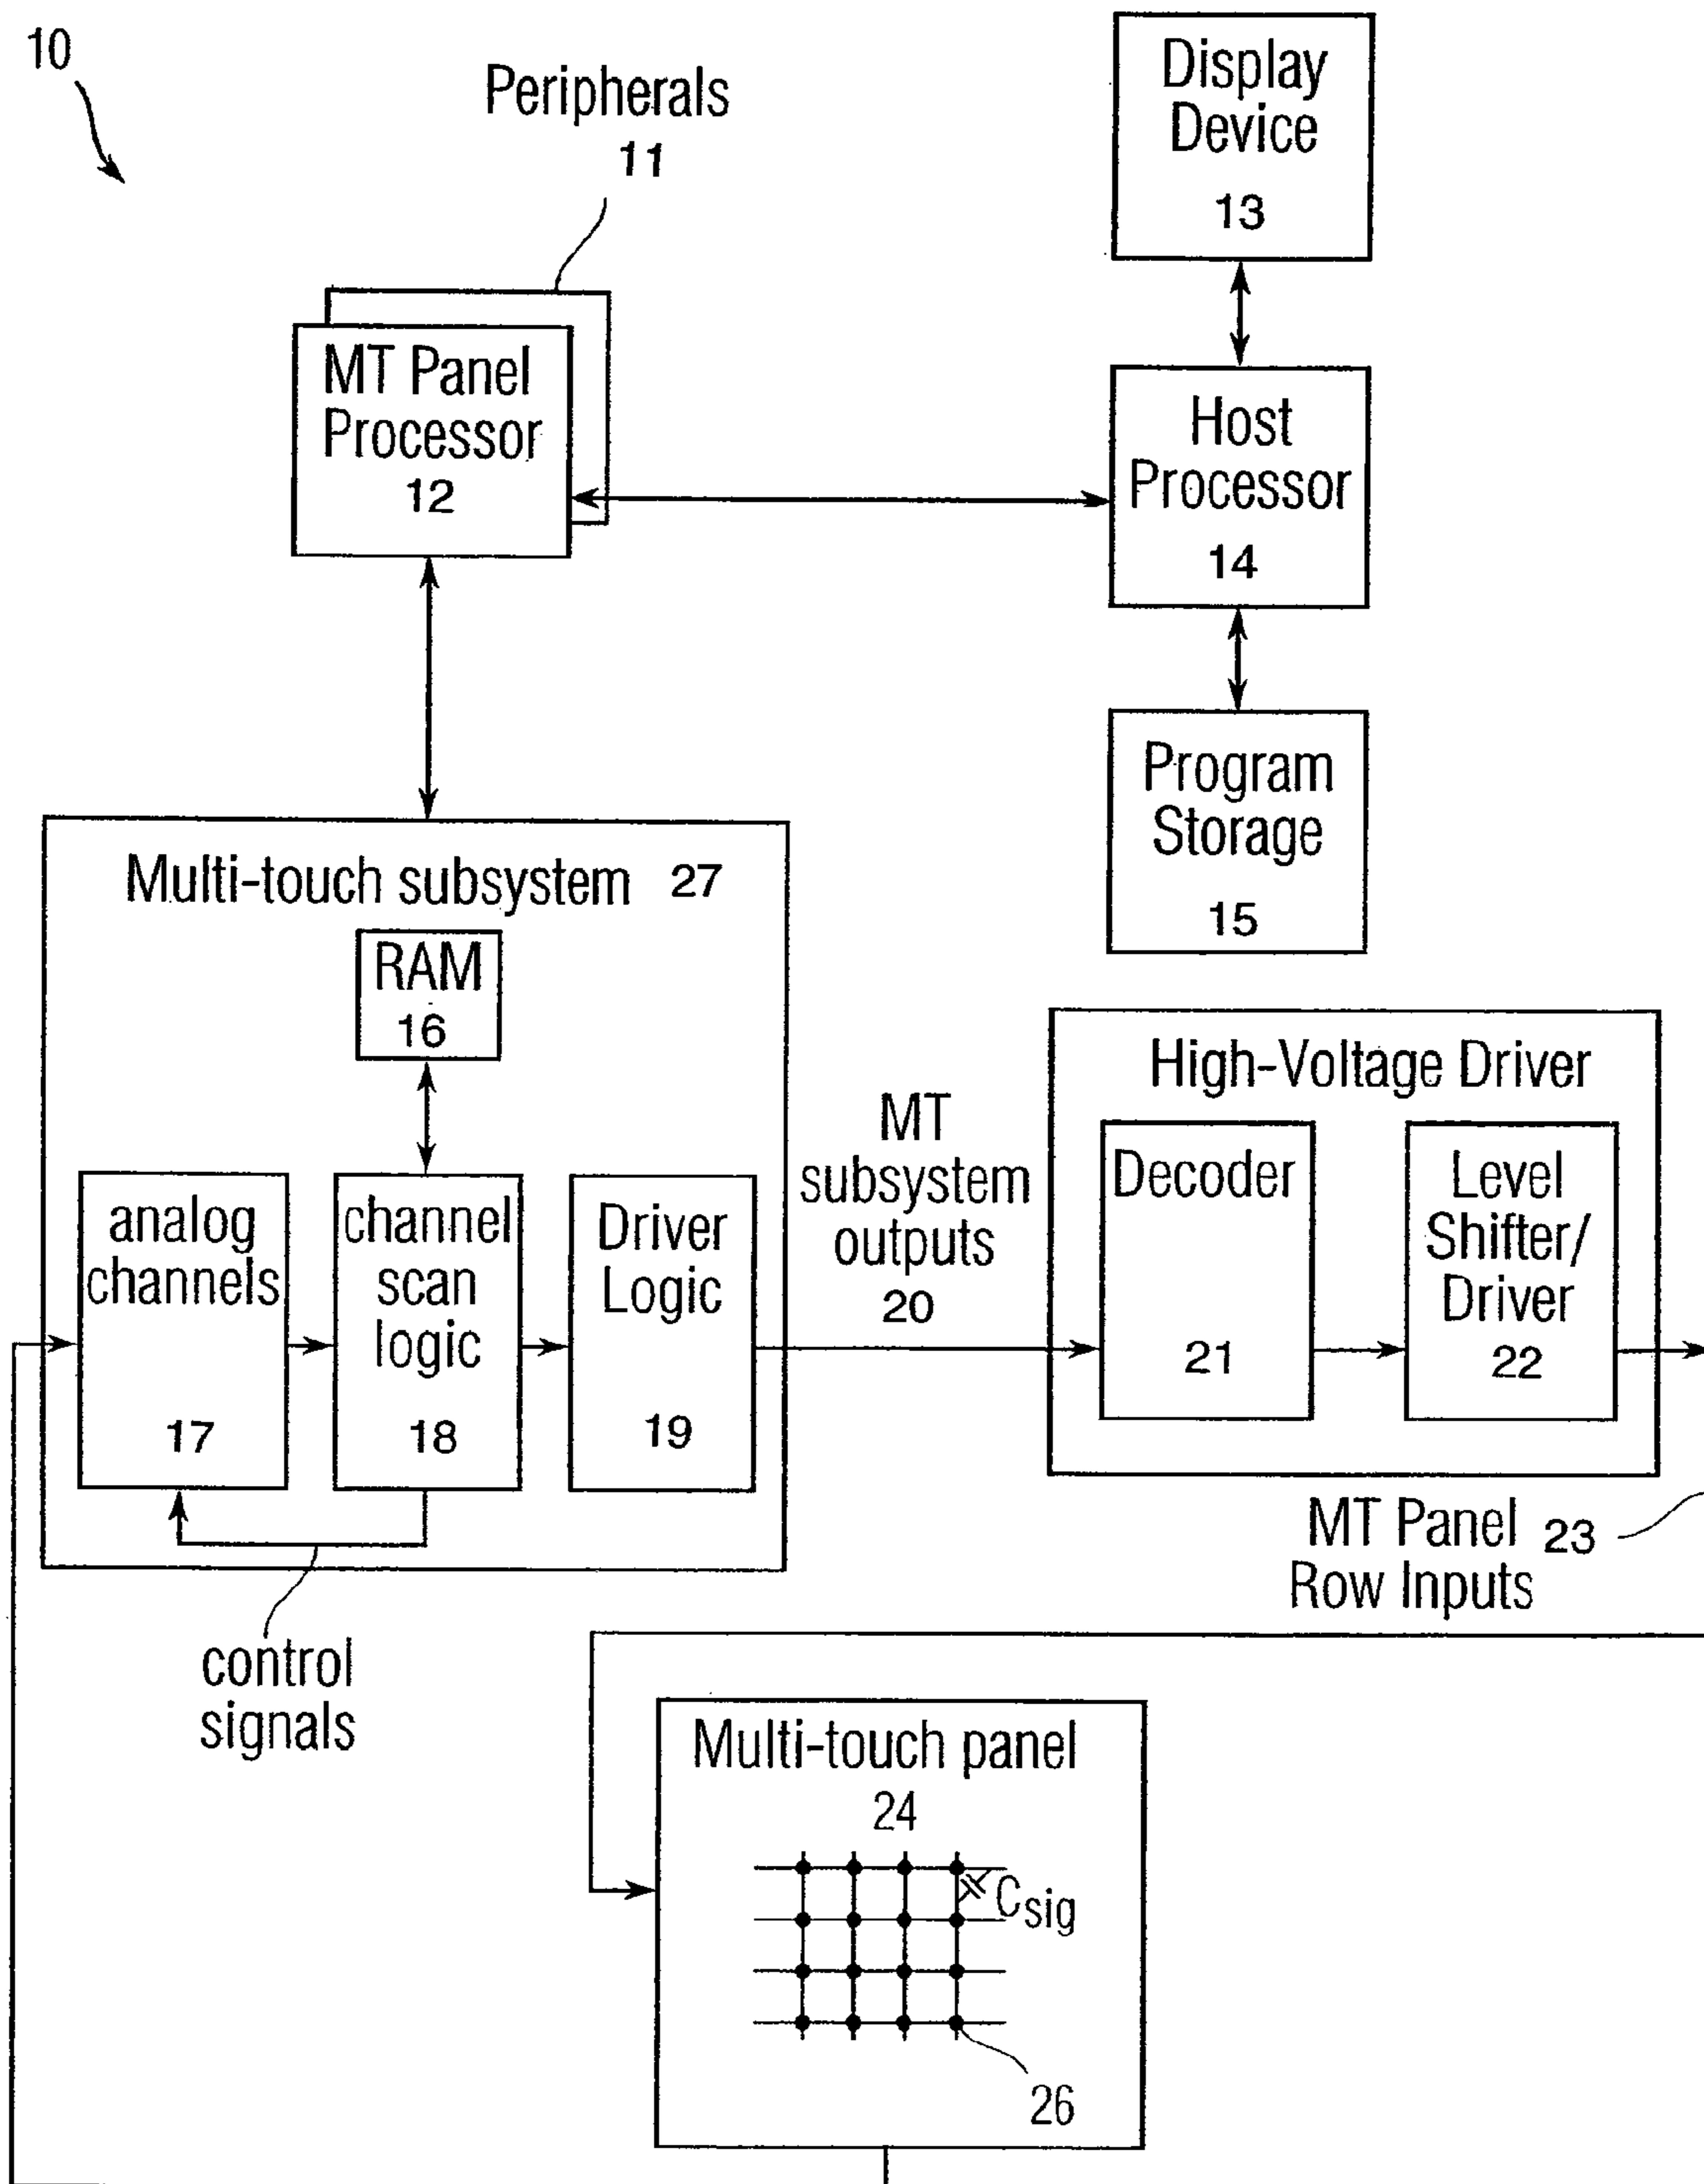 10
Peripherals
11
Display
Device
13
MT Panel
Processor
12
Host
Processor
14
Program
Storage
15
Multi-touch subsystem 27
RAM
16
analog
channels
17
channel
scan
logic
18
Driver
Logic
19
control
signals
MT
subsystem
outputs
20
High-Voltage Driver
Decoder
21
Level
Shifter/
Driver
22
MT Panel 23
Row Inputs
Multi-touch panel
24
Csig
26